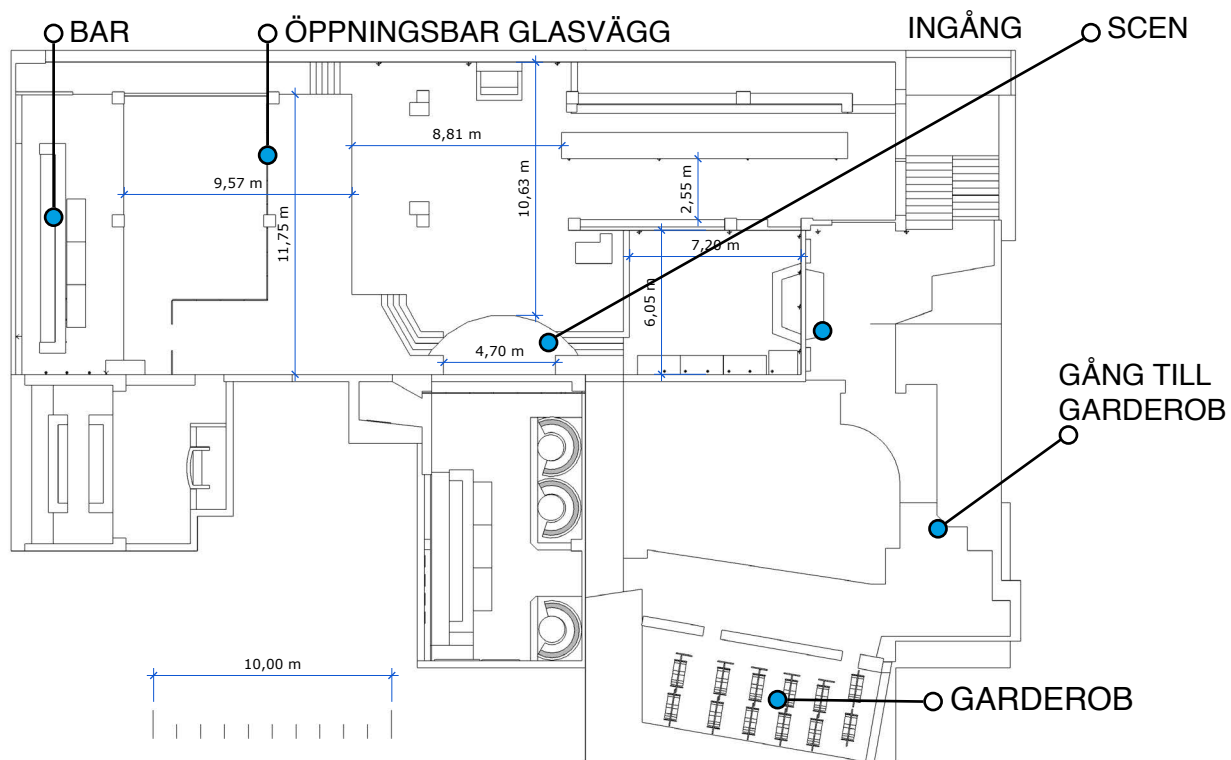 BAR
ÖPPNINGSBAR GLASVÄGG
INGÅNG
SCEN
8,81 m
10,63 m
2,55 m
9,57 m
11,75 m
7,20 m
6,05 m
4,70 m
GÅNG TILL
GARDEROB
10,00 m
GARDEROB